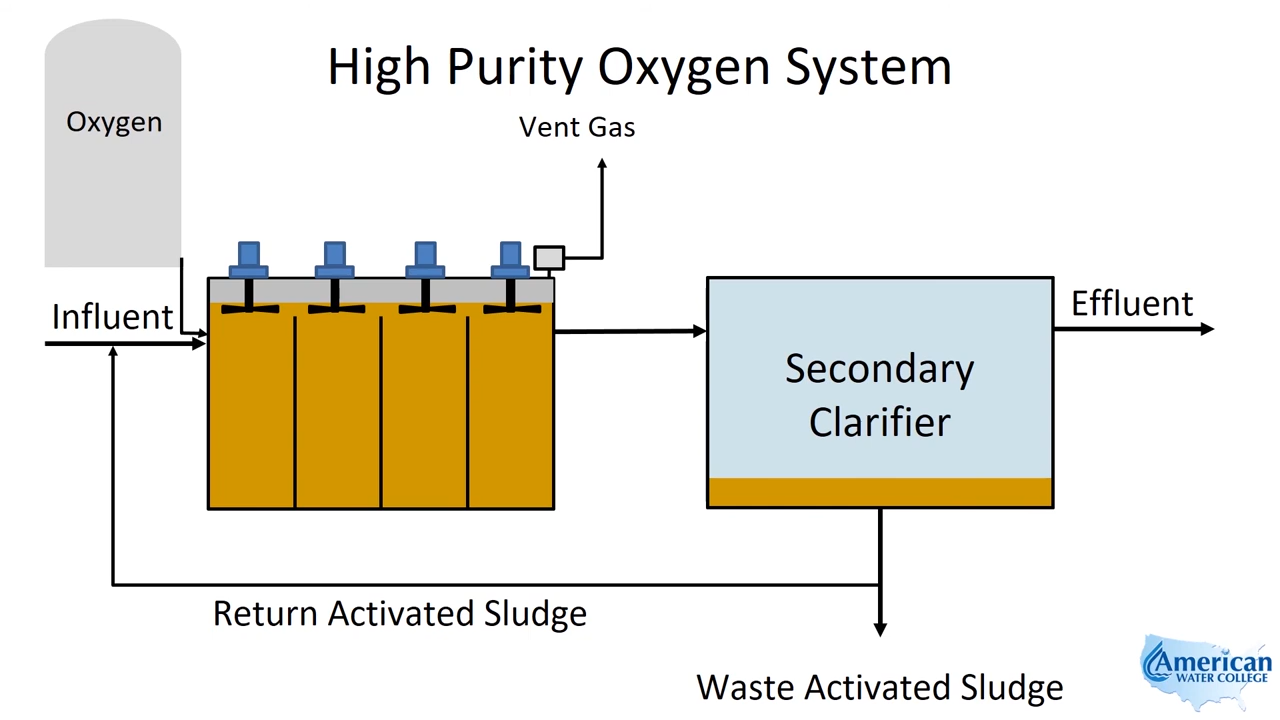 High Purity Oxygen System
Oxygen
Vent Gas
Influent
Effluent
Secondary
Clarifier
Return Activated Sludge
Waste Activated Sludge
American
WATER COLLEGE